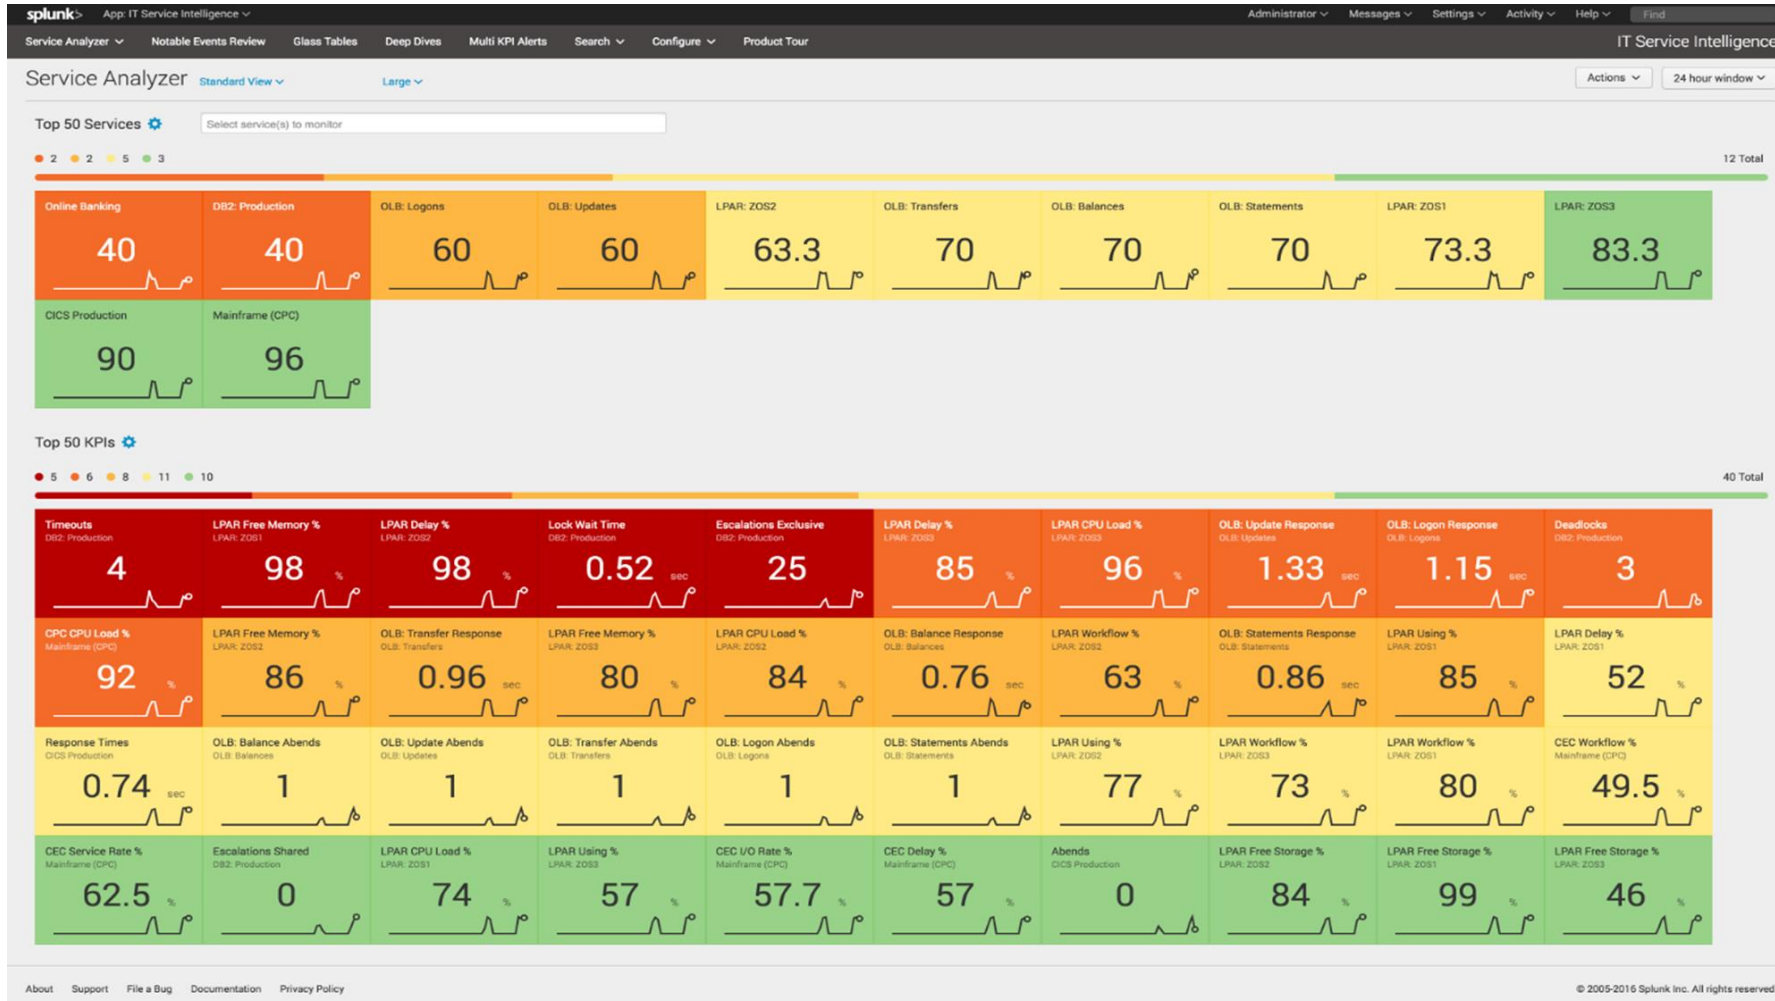 splunk> App: IT Service Intelligence Administrator Messages Settings Activity Help Find
Service Analyzer Notable Events Review Glass Tables Deep Dives Multi KPI Alerts Search Configure Product Tour IT Service Intelligence
Service Analyzer Standard View Large Actions 24 hour window
Top 50 Services Select service(s) to monitor
2 2 5 3 12 Total
Online Banking DB2: Production OLB: Logons OLB: Updates LPAR: ZOS2 OLB: Transfers OLB: Balances OLB: Statements LPAR: ZOS1 LPAR: ZOS3
40 40 60 60 63.3 70 70 70 73.3 83.3
CICS Production Mainframe (CPC)
90 96
Top 50 KPIs
5 6 8 11 10 40 Total
Timeouts LPAR Free Memory % LPAR Delay % Lock Wait Time Escalations Exclusive LPAR Delay % LPAR CPU Load % OLB: Update Response OLB: Logon Response Deadlocks
DB2: Production LPAR: ZOS1 LPAR: ZOS2 DB2: Production DB2: Production LPAR: ZOS3 LPAR: ZOS3 OLB: Updates OLB: Logons DB2: Production
4 98 % 98 % 0.52 sec 25 85 % 96 % 1.33 sec 1.15 sec 3
CPC CPU Load % LPAR Free Memory % OLB: Transfer Response LPAR Free Memory % LPAR CPU Load % OLB: Balance Response LPAR Workflow % OLB: Statements Response LPAR Using % LPAR Delay %
Mainframe (CPC) LPAR: ZOS2 OLB: Transfers LPAR: ZOS3 LPAR: ZOS2 OLB: Balances LPAR: ZOS2 OLB: Statements LPAR: ZOS1 LPAR: ZOS1
92 % 86 % 0.96 sec 80 % 84 % 0.76 sec 63 % 0.86 sec 85 % 52 %
Response Times OLB: Balance Abends OLB: Update Abends OLB: Transfer Abends OLB: Logon Abends OLB: Statements Abends LPAR Using % LPAR Workflow % LPAR Workflow % CEC Workflow %
CICS Production OLB: Balances OLB: Updates OLB: Transfers OLB: Logons OLB: Statements LPAR: ZOS2 LPAR: ZOS3 LPAR: ZOS1 Mainframe (CPC)
0.74 sec 1 1 1 1 1 77 % 73 % 80 % 49.5 %
CEC Service Rate % Escalations Shared LPAR CPU Load % LPAR Using % CEC I/O Rate % CEC Delay % Abends LPAR Free Storage % LPAR Free Storage % LPAR Free Storage %
Mainframe (CPC) DB2: Production LPAR: ZOS1 LPAR: ZOS3 Mainframe (CPC) Mainframe (CPC) CICS Production LPAR: ZOS2 LPAR: ZOS1 LPAR: ZOS3
62.5 % 0 74 % 57 % 57.7 % 57 % 0 84 % 99 % 46 %
About Support File a Bug Documentation Privacy Policy © 2005-2016 Splunk Inc. All rights reserved